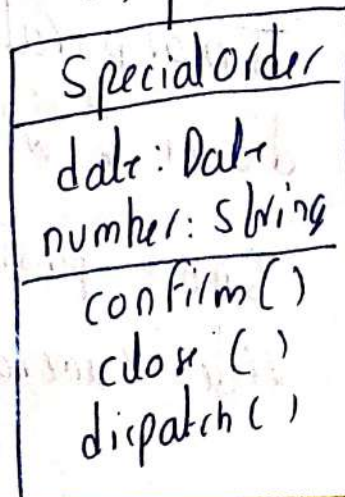 SpecialOrder
date: Date
number: String
confirm()
close()
dispatch()